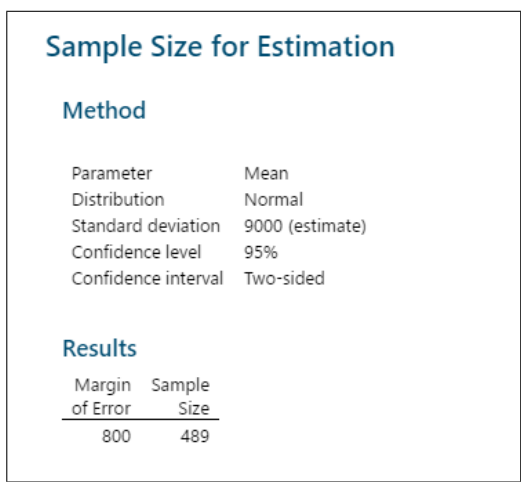 Sample Size for Estimation
Method
Parameter Mean
Distribution Normal
Standard deviation 9000 (estimate)
Confidence level 95%
Confidence interval Two-sided
Results
Margin Sample
of Error Size
800 489